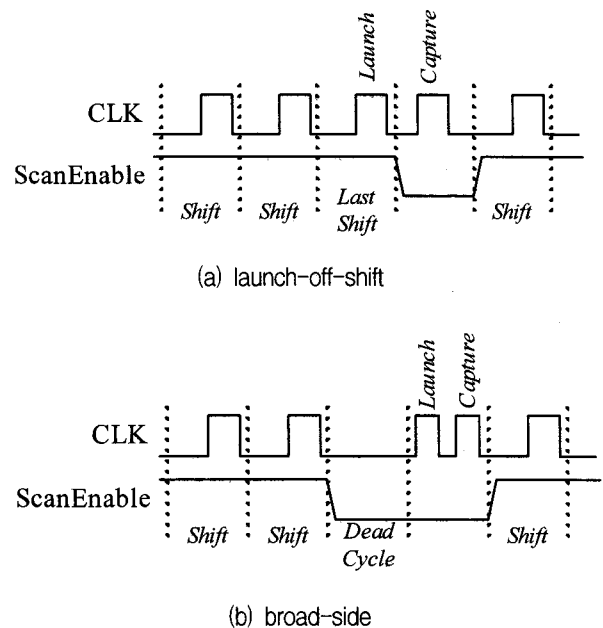 Launch
Capture
CLK
ScanEnable
Shift
Shift
Last
Shift
Shift
(a) launch-off-shift
Launch
Capture
CLK
ScanEnable
Shift
Shift
Dead
Cycle
Shift
(b) broad-side